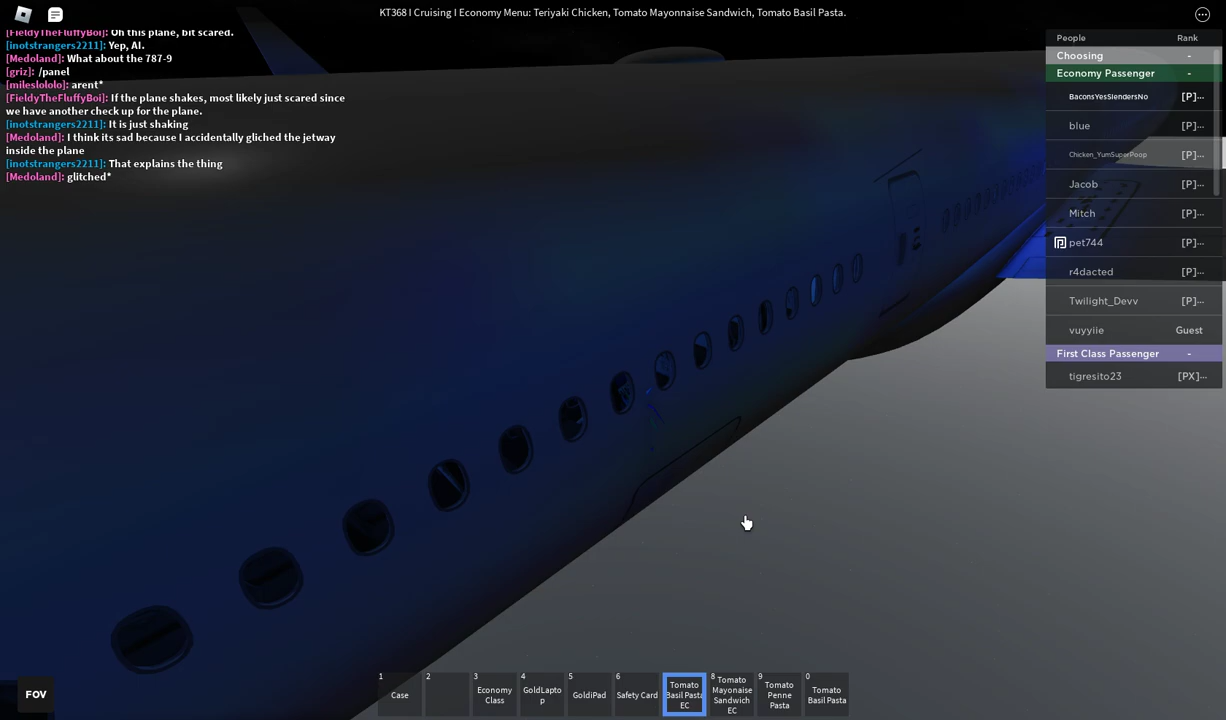 KT368 I Cruising I Economy Menu: Teriyaki Chicken, Tomato Mayonnaise Sandwich, Tomato Basil Pasta.
[FieldyTheFluffyBoi]: Oh this plane, bit scared.
[inotstrangers2211]: Yep, AI.
[Medoland]: What about the 787-9
[griz]: /panel
[mileslololo]: arent*
[FieldyTheFluffyBoi]: If the plane shakes, most likely just scared since
we have another check up for the plane.
[inotstrangers2211]: It is just shaking
[Medoland]: I think its sad because I accidentally gliched the jetway
inside the plane
[inotstrangers2211]: That explains the thing
[Medoland]: glitched*
People Rank
Choosing -
Economy Passenger -
BaconsYesSlendersNo [P]...
blue [P]...
Chicken_YumSuperPoop [P]...
Jacob [P]...
Mitch [P]...
pet744 [P]...
r4dacted [P]...
Twilight_Devv [P]...
vuyyiie Guest
First Class Passenger -
tigresito23 [PX]...
FOV
1
Case
2
3
Economy
Class
4
GoldLapto
p
5
GoldiPad
6
Safety Card
Tomato
Basil Pasta
EC
8
Tomato
Mayonaise
Sandwich
EC
9
Tomato
Penne
Pasta
0
Tomato
Basil Pasta